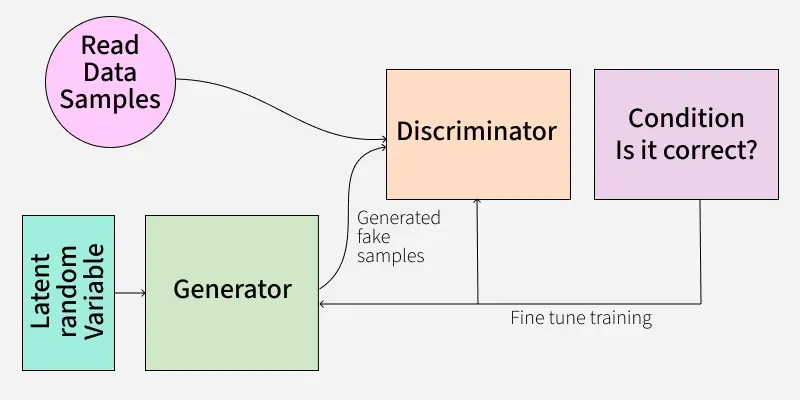 Read
Data
Samples
Discriminator
Condition
Is it correct?
Generated
fake
samples
Latent
random
Variable
Generator
Fine tune training